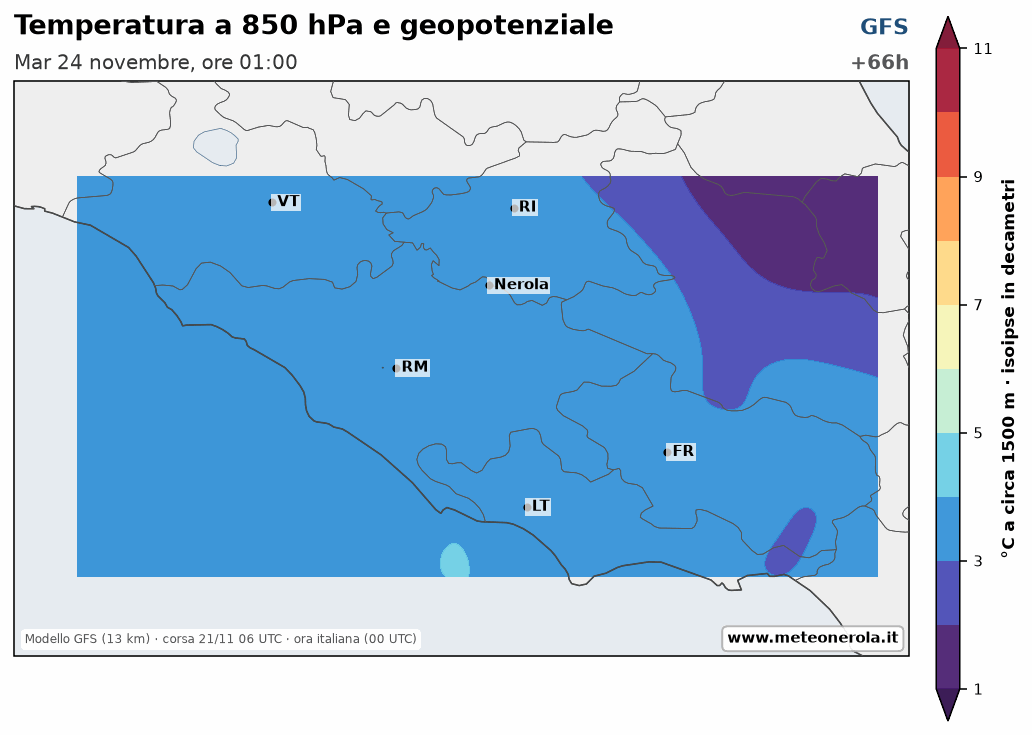 Temperatura a 850 hPa e geopotenziale
GFS
Mar 24 novembre, ore 01:00
+66h
VT
RI
Nerola
RM
FR
LT
Modello GFS (13 km) · corsa 21/11 06 UTC · ora italiana (00 UTC)
www.meteonerola.it
11
9
7
5
3
1
°C a circa 1500 m · isoipse in decametri